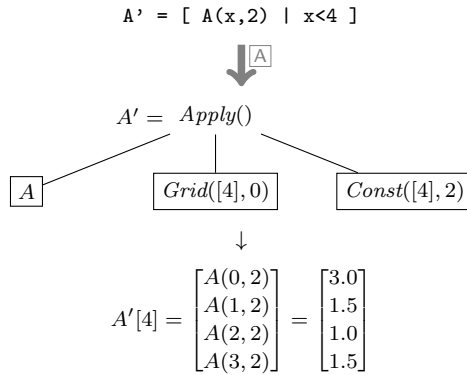 A' = [ A(x,2) | x<4 ]
A
A′ = Apply()
A Grid([4], 0) Const([4], 2)
↓
A′[4] = [A(0, 2) A(1, 2) A(2, 2) A(3, 2)] = [3.0 1.5 1.0 1.5]